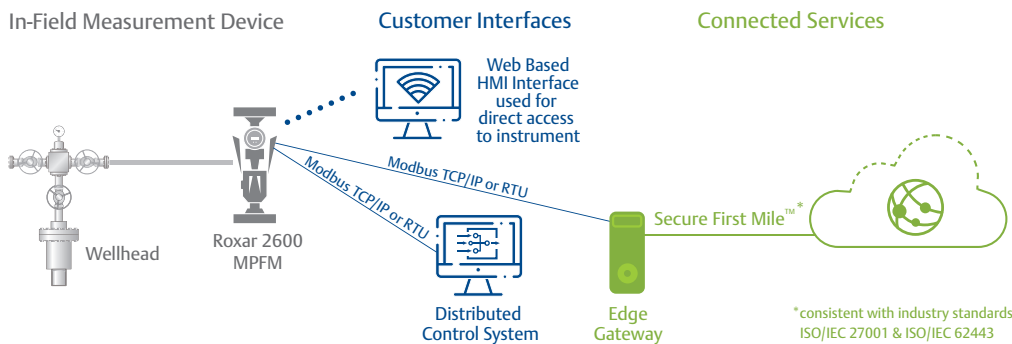 In-Field Measurement Device
Customer Interfaces
Connected Services
Web Based
HMI Interface
used for
direct access
to instrument
Modbus TCP/IP or RTU
Modbus TCP/IP or RTU
Secure First Mile™*
Wellhead
Roxar 2600
MPFM
Distributed
Control System
Edge
Gateway
*consistent with industry standards
ISO/IEC 27001 & ISO/IEC 62443